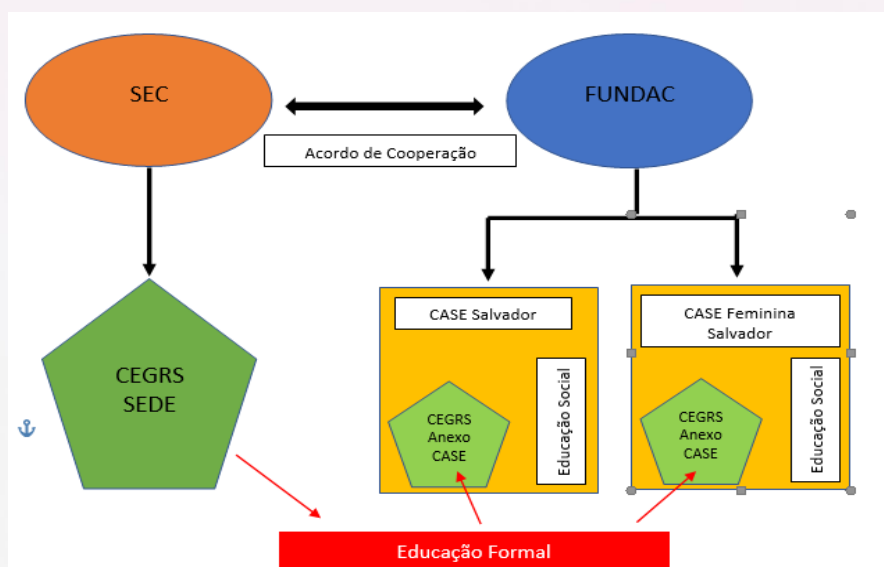 SEC
FUNDAC
Acordo de Cooperação
CEGRS
SEDE
CASE Salvador
CEGRS
Anexo
CASE
Educação Social
CASE Feminina
Salvador
CEGRS
Anexo
CASE
Educação Social
Educação Formal